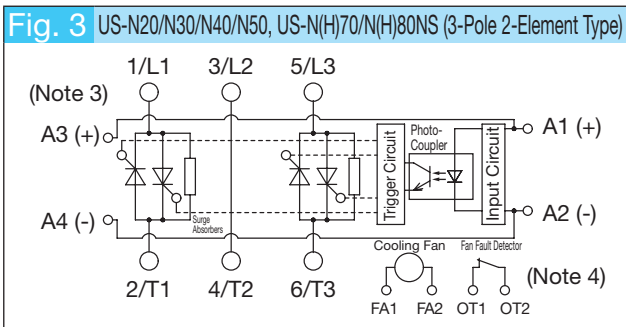 Fig. 3 US-N20/N30/N40/N50, US-N(H)70/N(H)80NS (3-Pole 2-Element Type)
1/L1 3/L2 5/L3
(Note 3)
A3 (+)
A4 (-)
Surge
Absorbers
Trigger Circuit
Photo-
Coupler
Input Circuit
A1 (+)
A2 (-)
2/T1 4/T2 6/T3
Cooling Fan
Fan Fault Detector
(Note 4)
FA1 FA2 OT1 OT2